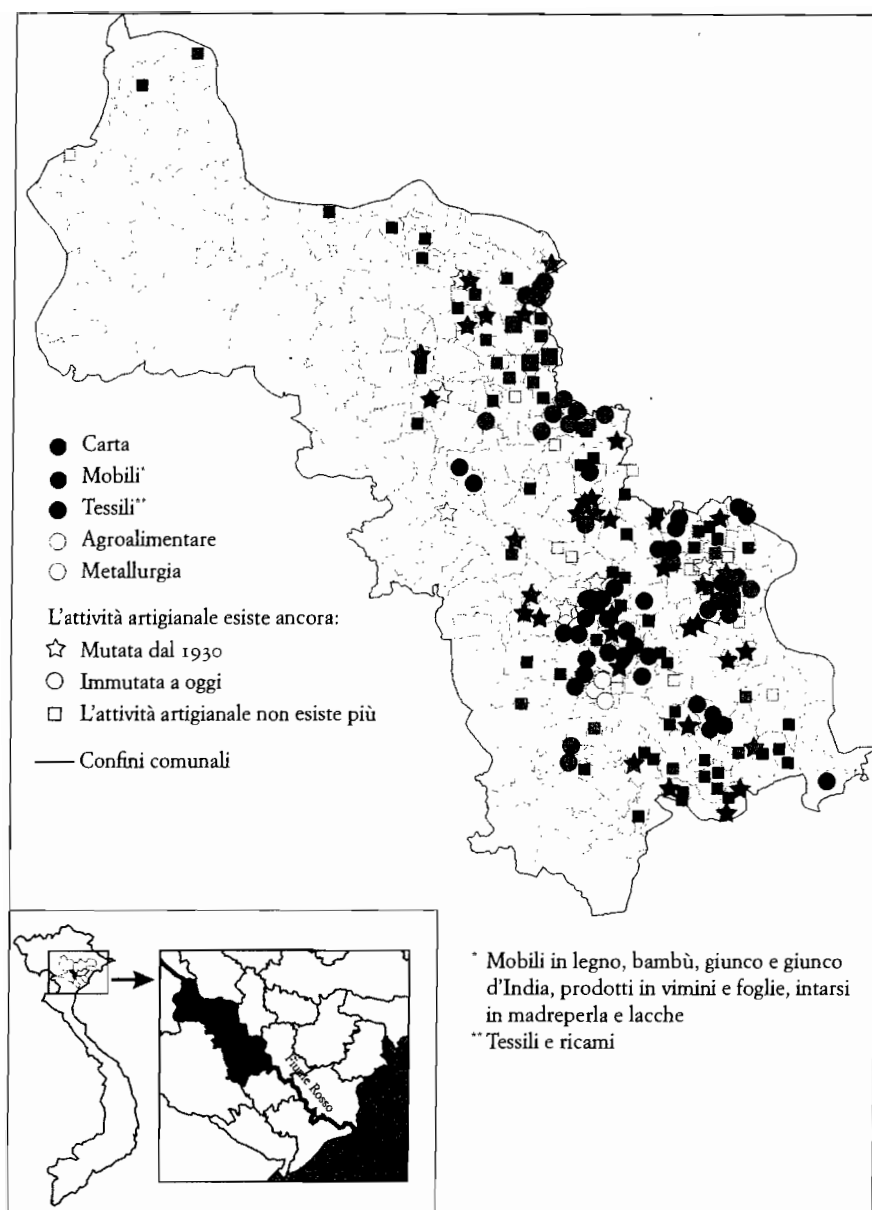 Carta
Mobili*
Tessili**
Agroalimentare
Metallurgia
L'attività artigianale esiste ancora:
Mutata dal 1930
Immutata a oggi
L'attività artigianale non esiste più
Confini comunali
Fiume Rosso
* Mobili in legno, bambù, giunco e giunco
d'India, prodotti in vimini e foglie, intarsi
in madreperla e lacche
** Tessili e ricami